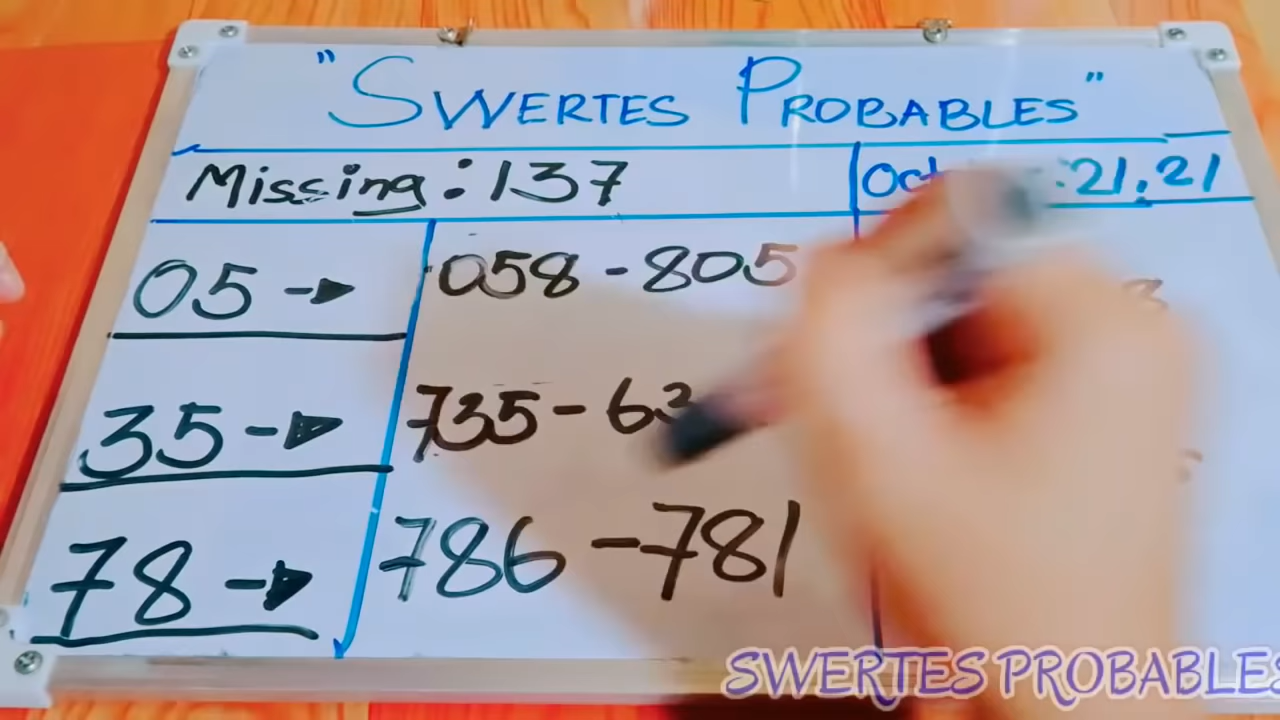 "SWERTES PROBABLES"
Missing: 137
21, 21
05 → 058 - 805
35 → 735 -
78 → 786 - 781
SWERTES PROBABLES